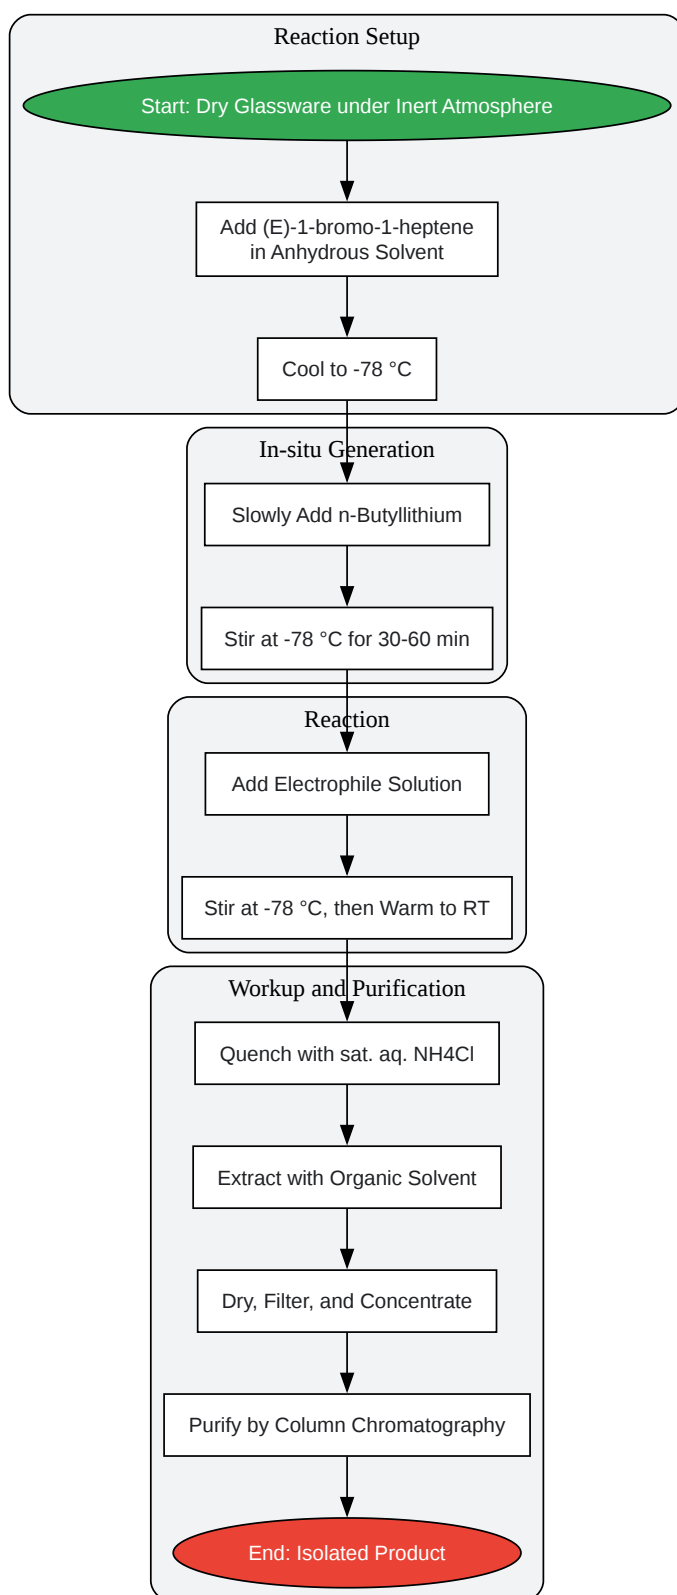 Reaction Setup
Start: Dry Glassware under Inert Atmosphere
Add (E)-1-bromo-1-heptene
in Anhydrous Solvent
Cool to -78 °C
In-situ Generation
Slowly Add n-Butyllithium
Stir at -78 °C for 30-60 min
Reaction
Add Electrophile Solution
Stir at -78 °C, then Warm to RT
Workup and Purification
Quench with sat. aq. NH4Cl
Extract with Organic Solvent
Dry, Filter, and Concentrate
Purify by Column Chromatography
End: Isolated Product